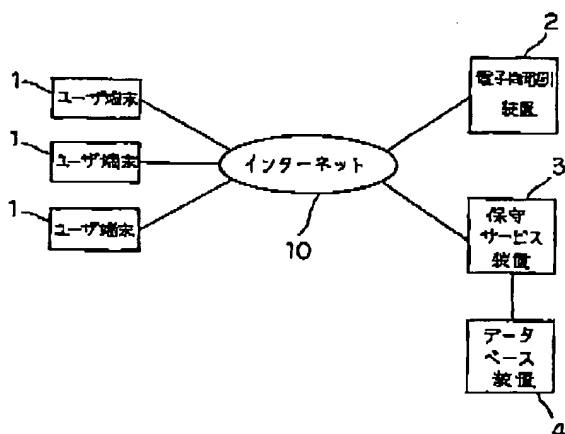 1
ユーザ端末
1
ユーザ端末
1
ユーザ端末
インターネット
10
2
電子商取引
装置
3
保守
サービス
装置
データ
ベース
装置
4